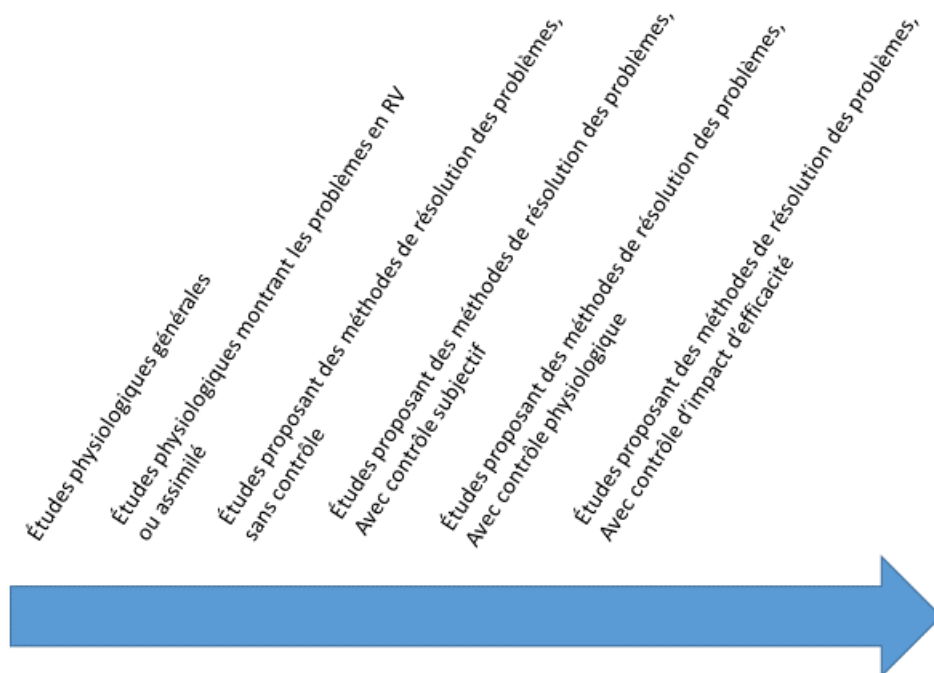 Études physiologiques générales
Études physiologiques montrant les problèmes en RV
ou assimilé
Études proposant des méthodes de résolution des problèmes,
sans contrôle
Études proposant des méthodes de résolution des problèmes,
Avec contrôle subjectif
Études proposant des méthodes de résolution des problèmes,
Avec contrôle physiologique
Études proposant des méthodes de résolution des problèmes,
Avec contrôle d'impact d'efficacité